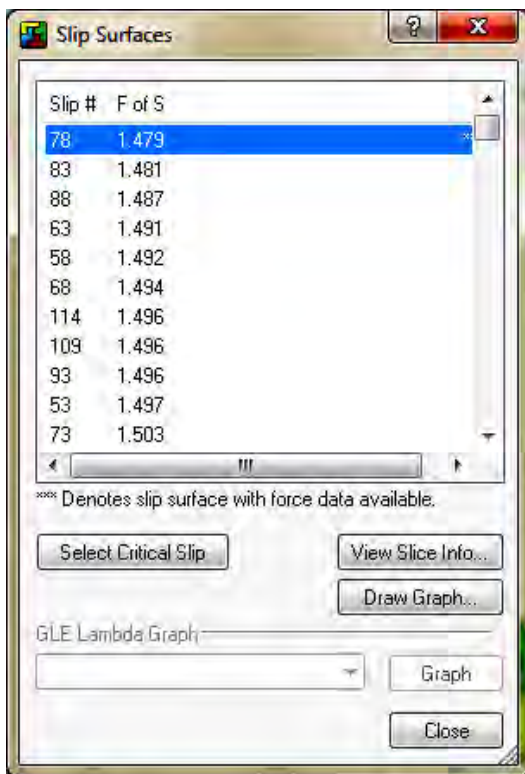 Slip Surfaces
Slip # F of S
78 1.479
83 1.481
88 1.487
63 1.491
58 1.492
68 1.494
114 1.496
109 1.496
93 1.496
53 1.497
73 1.503
*** Denotes slip surface with force data available.
Select Critical Slip View Slice Info...
Draw Graph...
GLE Lambda Graph
Graph
Close